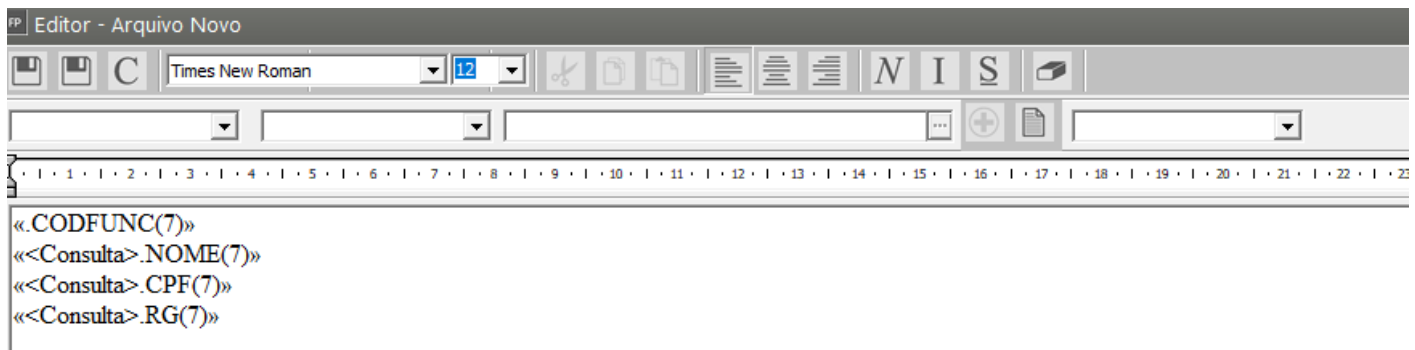 FP Editor - Arquivo Novo
C Times New Roman 12 N I S
...
1 2 3 4 5 6 7 8 9 10 11 12 13 14 15 16 17 18 19 20 21 22 23
«.CODFUNC(7)»
«<Consulta>.NOME(7)»
«<Consulta>.CPF(7)»
«<Consulta>.RG(7)»